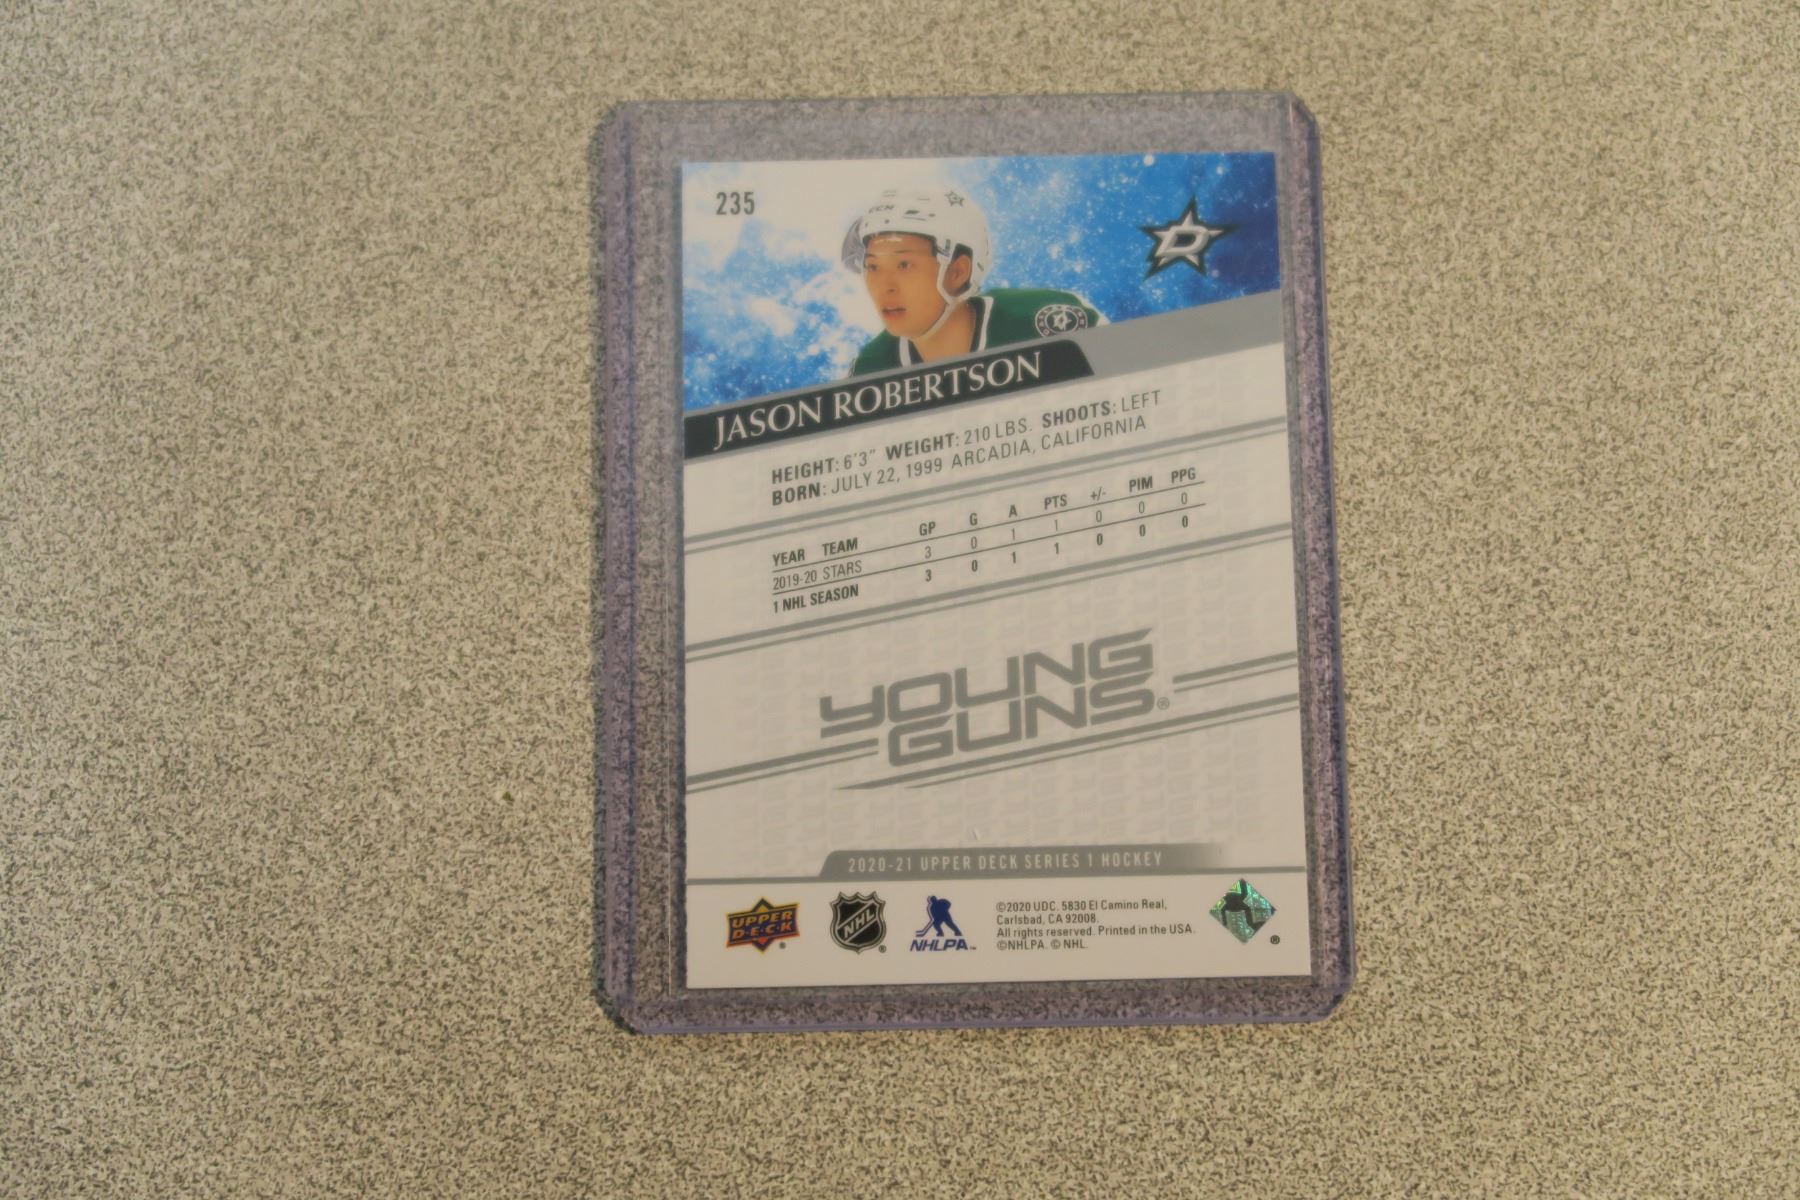 235
CCM
D
JASON ROBERTSON
HEIGHT: 6'3" WEIGHT: 210 LBS. SHOOTS: LEFT
BORN: JULY 22, 1999 ARCADIA, CALIFORNIA
YEAR TEAM GP G A PTS +/- PIM PPG
2019-20 STARS 3 0 1 1 0 0 0
1 NHL SEASON 3 0 1 1 0 0 0
YOUNG
GUNS®
2020-21 UPPER DECK SERIES 1 HOCKEY
UPPER
D·E·C·K ®
NHL ®
NHLPA™
©2020 UDC. 5830 El Camino Real,
Carlsbad, CA 92008.
All rights reserved. Printed in the USA.
©NHLPA. © NHL.
®